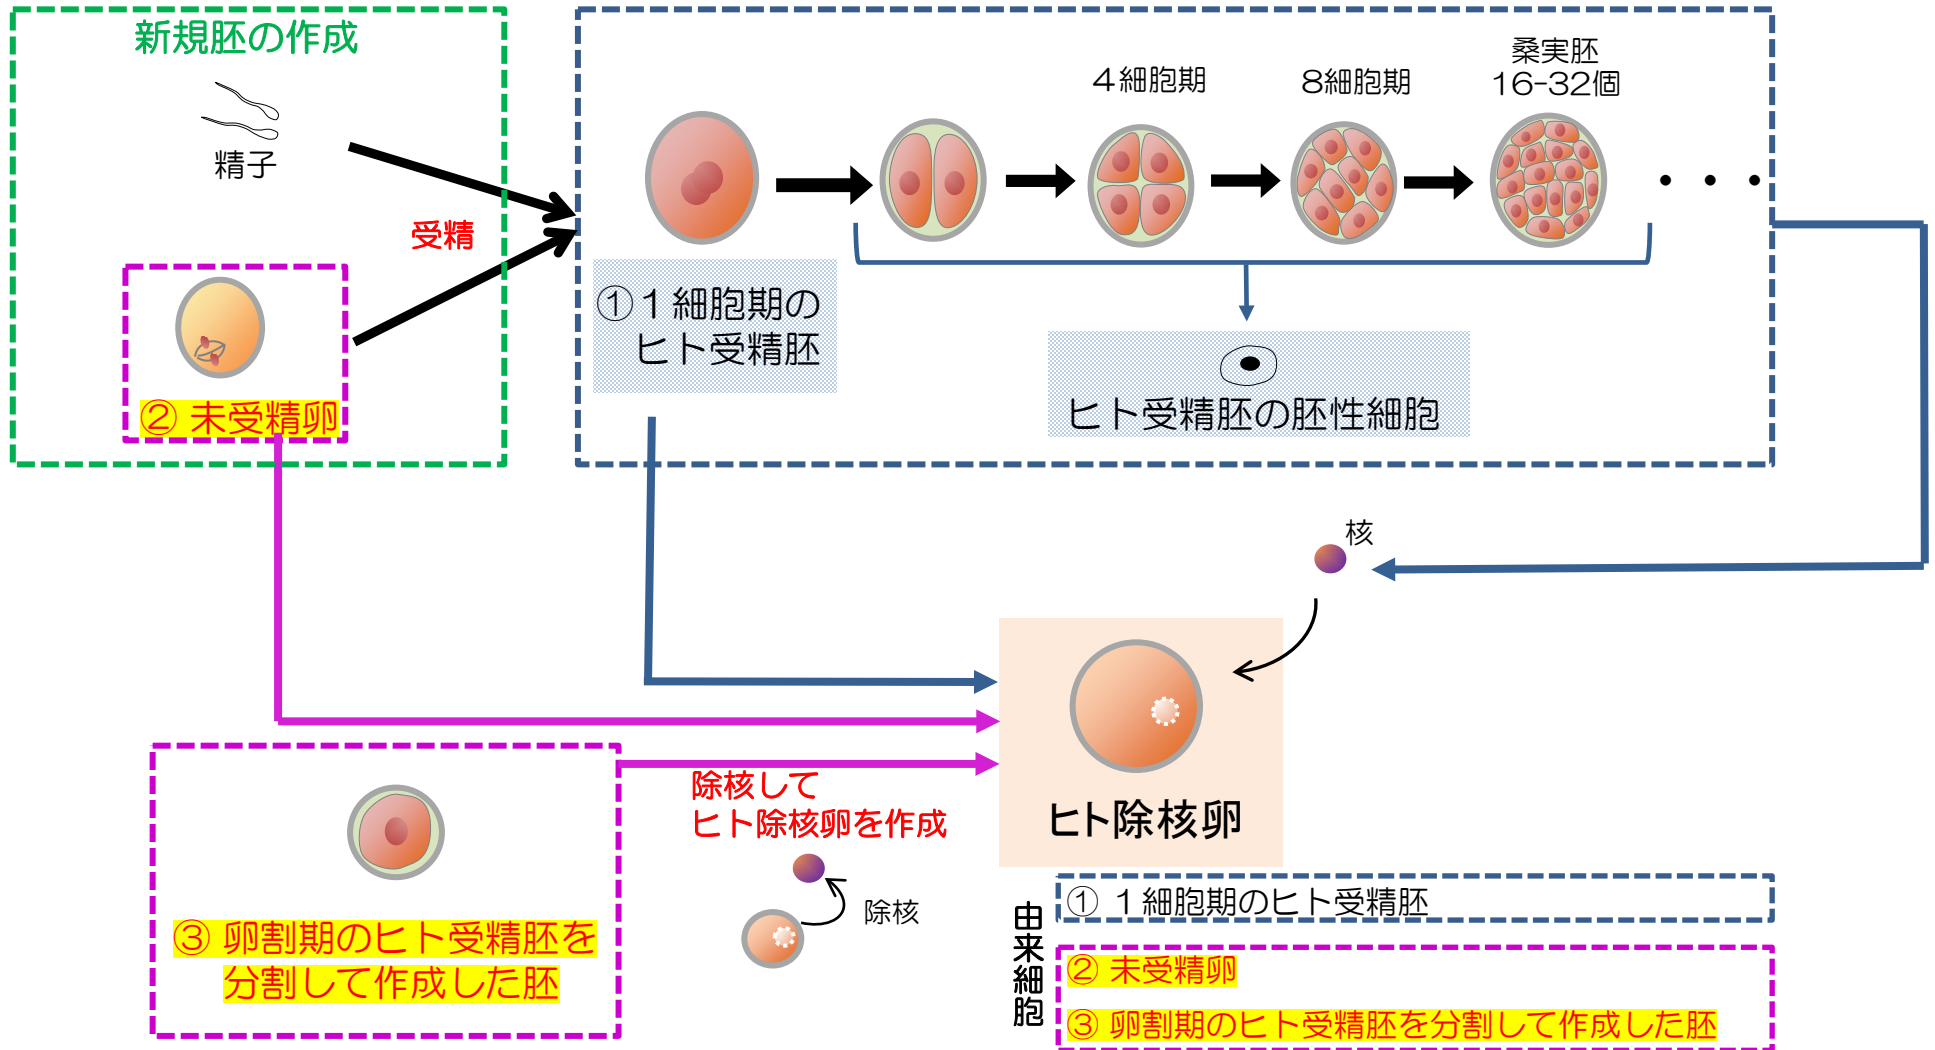 新規胚の作成
精子
受精
② 未受精卵
4細胞期
8細胞期
桑実胚
16-32個
・・・
①1細胞期の
ヒト受精胚
ヒト受精胚の胚性細胞
核
除核して
ヒト除核卵を作成
除核
ヒト除核卵
③ 卵割期のヒト受精胚を
分割して作成した胚
由来細胞
① 1細胞期のヒト受精胚
② 未受精卵
③ 卵割期のヒト受精胚を分割して作成した胚